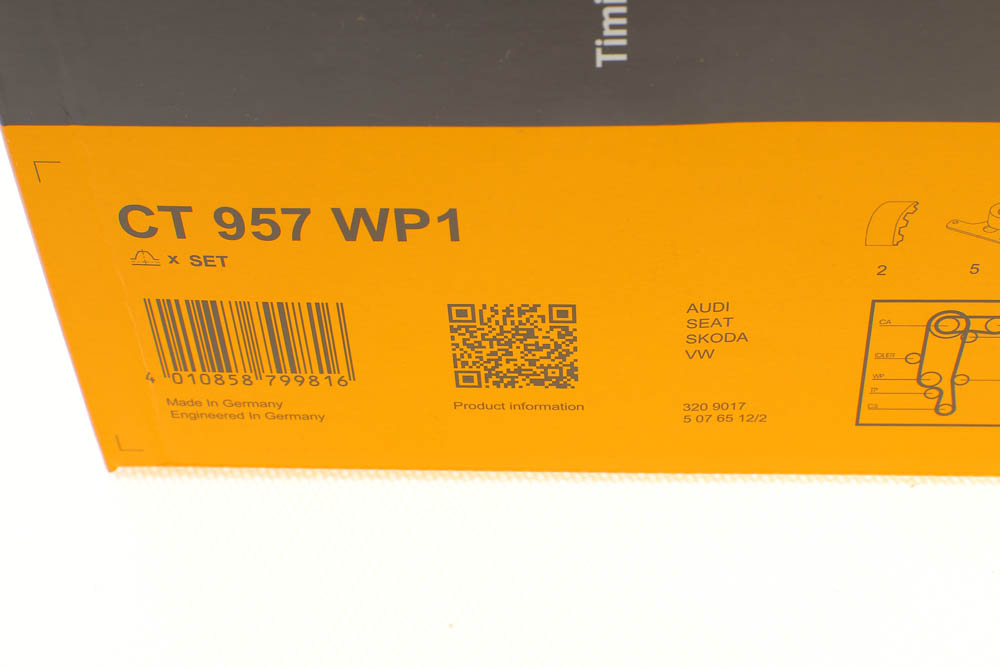 Timi
CT 957 WP1
x SET
4 010858 799816
Made In Germany
Engineered In Germany
Product information
AUDI
SEAT
SKODA
VW
320 9017
5 07 65 12/2
2 5
CA
IDLER
WP
TP
CS